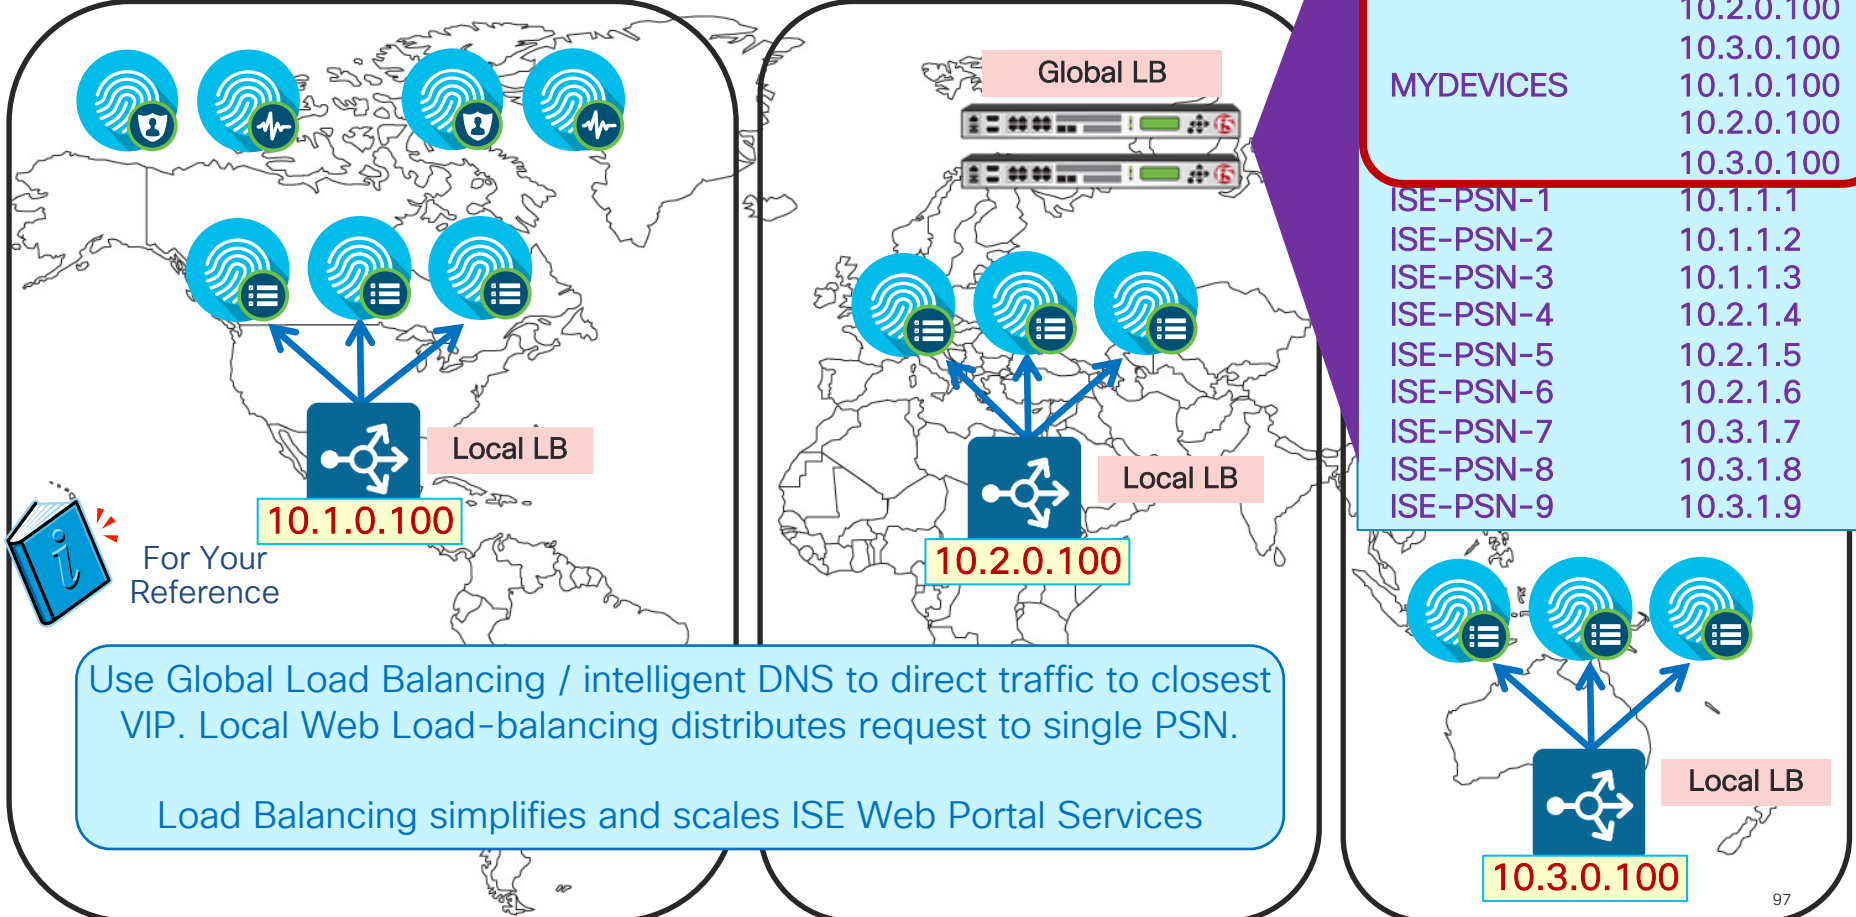 Global LB
10.2.0.100
10.3.0.100
MYDEVICES 10.1.0.100
10.2.0.100
10.3.0.100
ISE-PSN-1 10.1.1.1
ISE-PSN-2 10.1.1.2
ISE-PSN-3 10.1.1.3
ISE-PSN-4 10.2.1.4
ISE-PSN-5 10.2.1.5
ISE-PSN-6 10.2.1.6
ISE-PSN-7 10.3.1.7
ISE-PSN-8 10.3.1.8
ISE-PSN-9 10.3.1.9
Local LB
10.1.0.100
Local LB
10.2.0.100
i
For Your
Reference
Use Global Load Balancing / intelligent DNS to direct traffic to closest
VIP. Local Web Load-balancing distributes request to single PSN.
Load Balancing simplifies and scales ISE Web Portal Services
Local LB
10.3.0.100
97